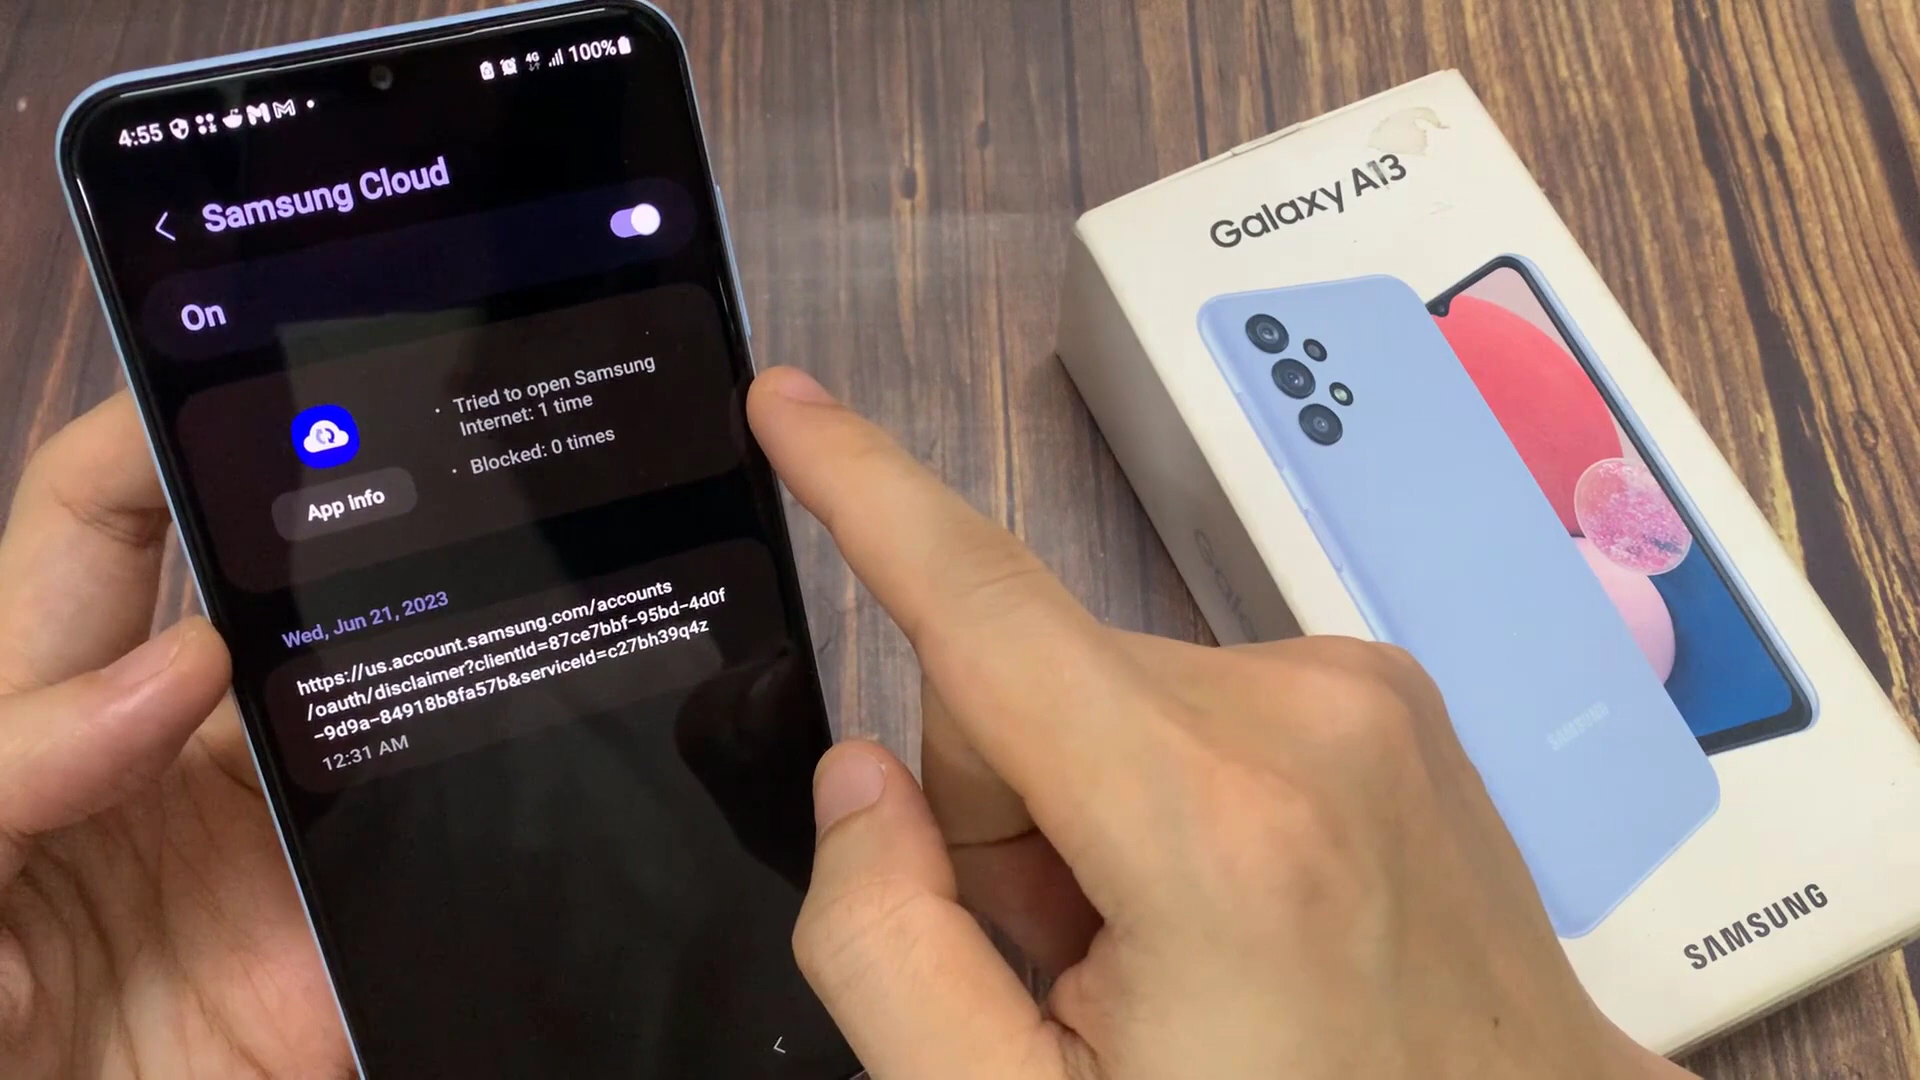 4:55
4G 100%
Samsung Cloud
On
• Tried to open Samsung
Internet: 1 time
• Blocked: 0 times
App info
Wed, Jun 21, 2023
https://us.account.samsung.com/accounts
/oauth/disclaimer?clientId=87ce7bbf-95bd-4d0f
-9d9a-84918b8fa57b&serviceId=c27bh39q4z
12:31 AM
Galaxy A13
SAMSUNG
SAMSUNG